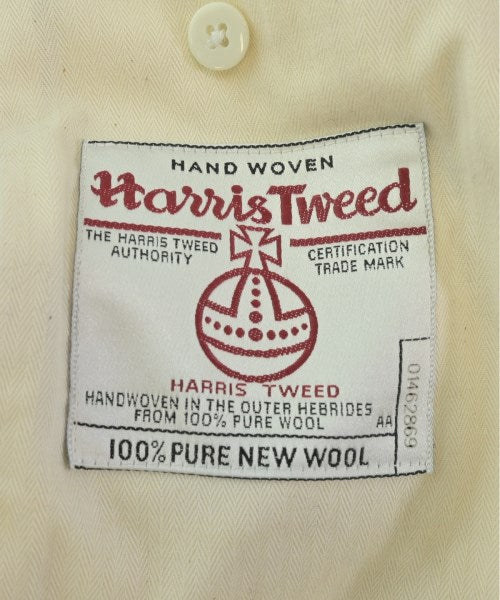 HAND WOVEN
Harris Tweed
THE HARRIS TWEED
AUTHORITY
CERTIFICATION
TRADE MARK
HARRIS TWEED
HANDWOVEN IN THE OUTER HEBRIDES
FROM 100% PURE WOOL
AA
01462869
100% PURE NEW WOOL